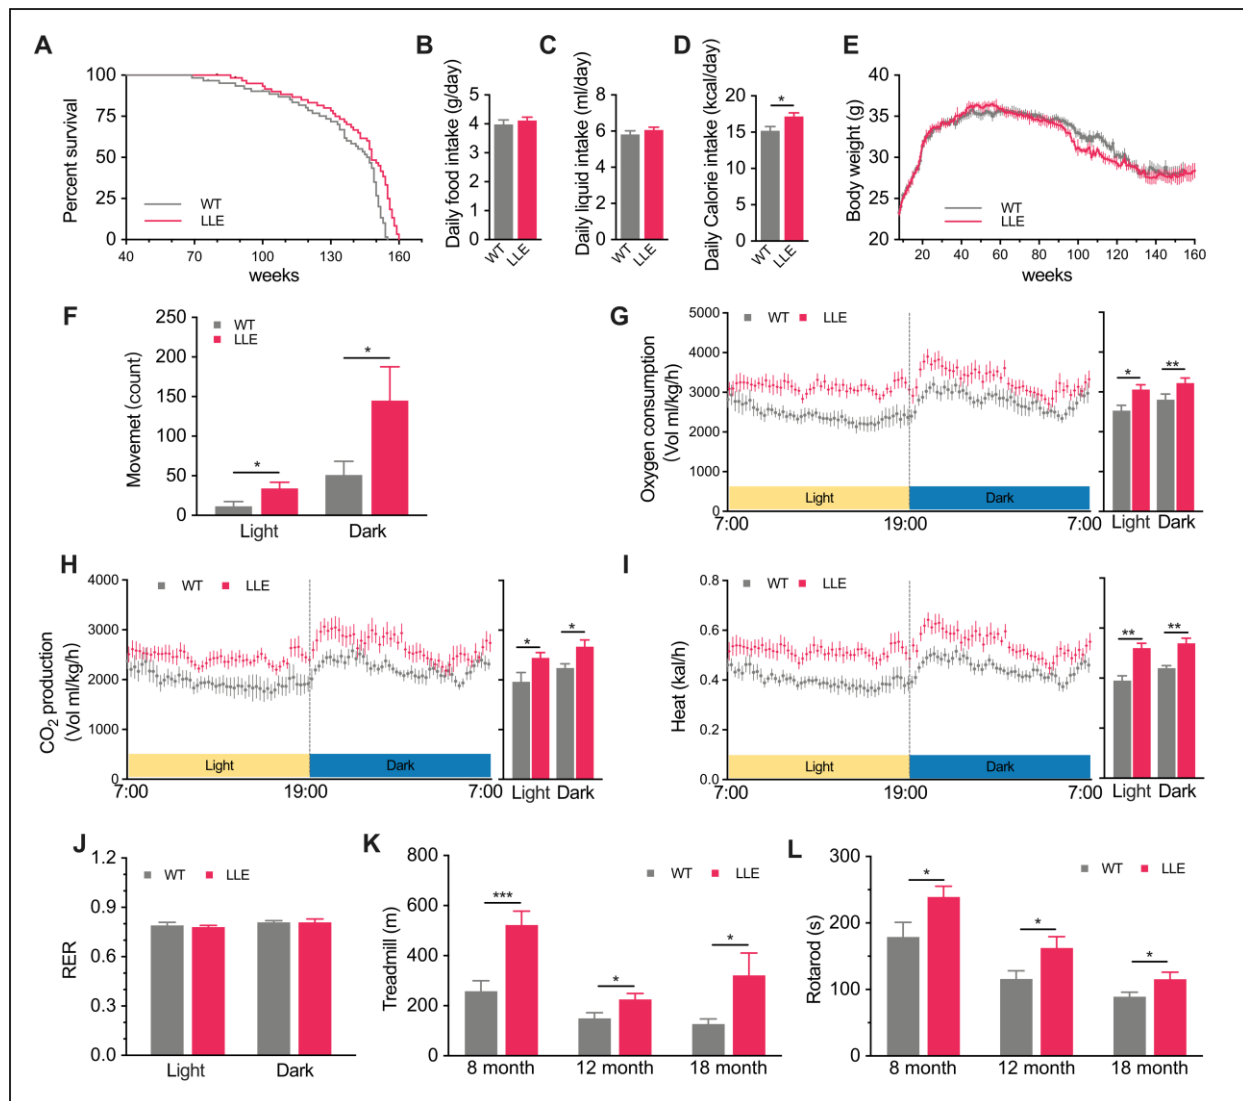 A
Percent survival
100
75
50
25
0
40
70
100
130
160
weeks
WT
LLE
B
Daily food intake (g/day)
6
5
4
3
2
1
0
WT
LLE
C
Daily liquid intake (ml/day)
8
6
4
2
0
WT
LLE
D
Daily Calorie intake (kcal/day)
20
15
10
5
0
*
WT
LLE
E
Body weight (g)
40
35
30
25
20
20
40
60
80
100
120
140
160
weeks
WT
LLE
F
Movemet (count)
250
200
150
100
50
0
WT
LLE
*
*
Light
Dark
G
Oxygen consumption
(Vol ml/kg/h)
5000
4000
3000
2000
1000
0
WT
LLE
Light
Dark
7:00
19:00
7:00
*
**
Light
Dark
H
CO2 production
(Vol ml/kg/h)
4000
3000
2000
1000
0
WT
LLE
Light
Dark
7:00
19:00
7:00
*
*
Light
Dark
I
Heat (kal/h)
0.8
0.6
0.4
0.2
0.0
WT
LLE
Light
Dark
7:00
19:00
7:00
**
**
Light
Dark
J
RER
1.2
0.9
0.6
0.3
0.0
WT
LLE
Light
Dark
K
Treadmill (m)
800
600
400
200
0
WT
LLE
***
*
*
8 month
12 month
18 month
L
Rotarod (s)
300
200
100
0
WT
LLE
*
*
*
8 month
12 month
18 month